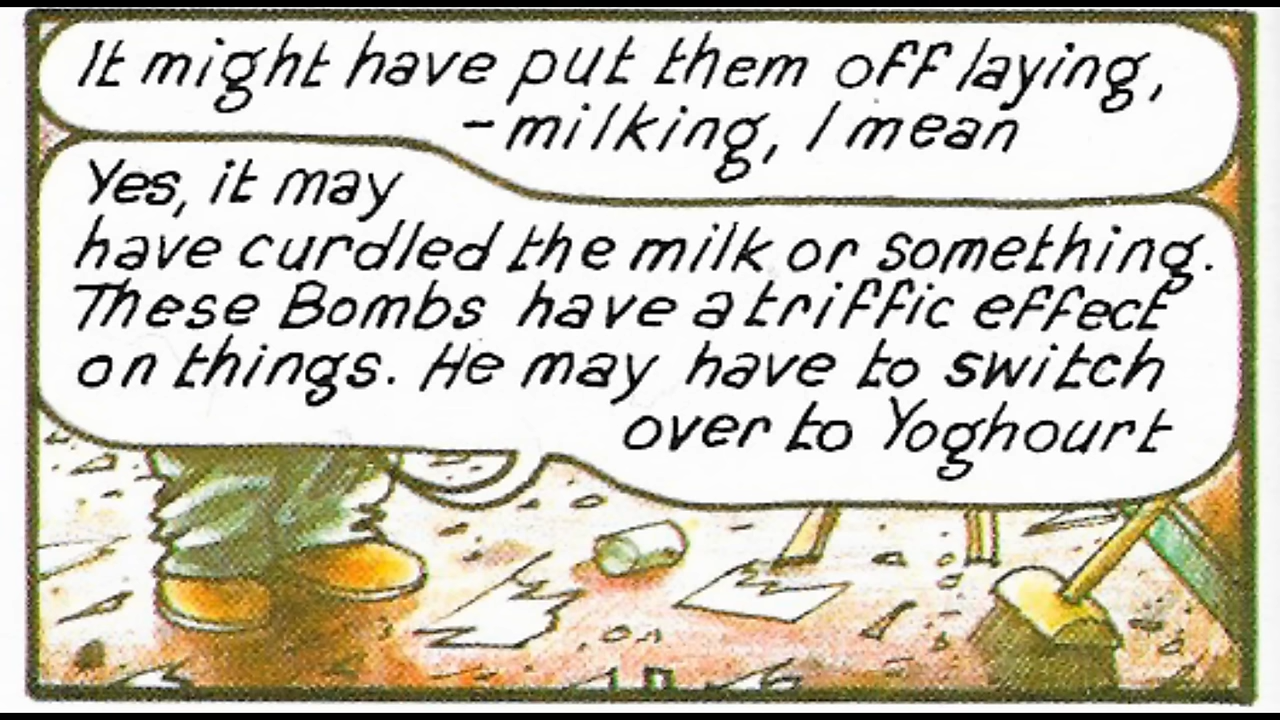 It might have put them off laying,
- milking, I mean
Yes, it may
have curdled the milk or something.
These Bombs have a triffic effect
on things. He may have to switch
over to Yoghourt